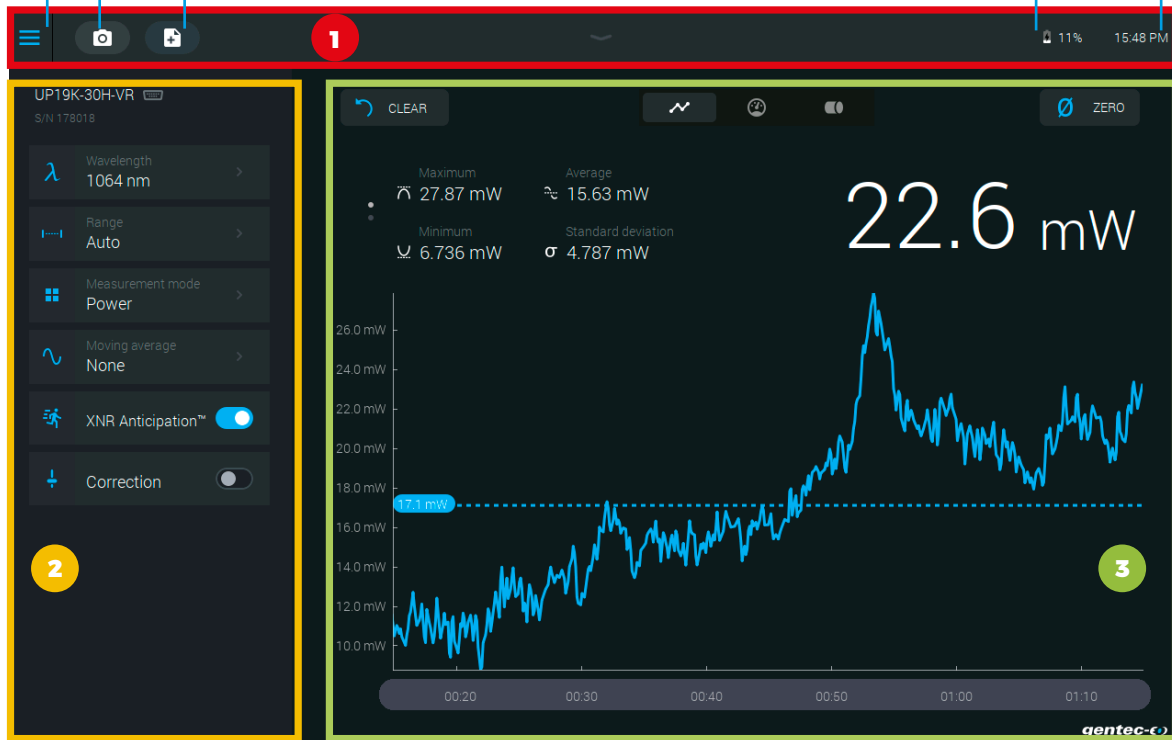 1
11%
15:48 PM
UP19K-30H-VR
S/N 178018
λ
Wavelength
1064 nm
Range
Auto
Measurement mode
Power
Moving average
None
XNR Anticipation™
Correction
2
CLEAR
ZERO
Maximum
27.87 mW
Average
15.63 mW
Minimum
6.736 mW
Standard deviation
σ 4.787 mW
22.6 mW
26.0 mW
24.0 mW
22.0 mW
20.0 mW
18.0 mW
17.1 mW
16.0 mW
14.0 mW
12.0 mW
10.0 mW
3
00:20 00:30 00:40 00:50 01:00 01:10
gentec-eo